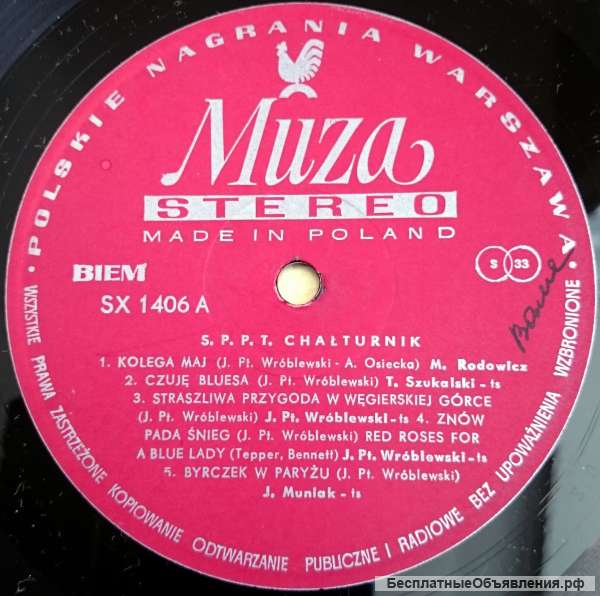 • POLSKIE NAGRANIA WARSZAWA •
Muza
STEREO
MADE IN POLAND
BIEM
S 33
SX 1406 A
S. P. P. T. CHAŁTURNIK
1. KOLEGA MAJ (J. Pt. Wróblewski - A. Osiecka) M. Rodowicz
2. CZUJĘ BLUESA (J. Pt. Wróblewski) T. Szukalski - ts
3. STRASZLIWA PRZYGODA W WĘGIERSKIEJ GÓRCE
(J. Pt. Wróblewski) J. Pt. Wróblewski - ts 4. ZNÓW
PADA ŚNIEG (J. Pt. Wróblewski) RED ROSES FOR
A BLUE LADY (Tepper, Bennett) J. Pt. Wróblewski - ts
5. BYRCZEK W PARYŻU (J. Pt. Wróblewski)
J. Muniak - ts
WSZYSTKIE PRAWA ZASTRZEŻONE KOPIOWANIE ODTWARZANIE PUBLICZNE I RADIOWE BEZ UPOWAŻNIENIA WZBRONIONE
БесплатныеОбъявления.рф